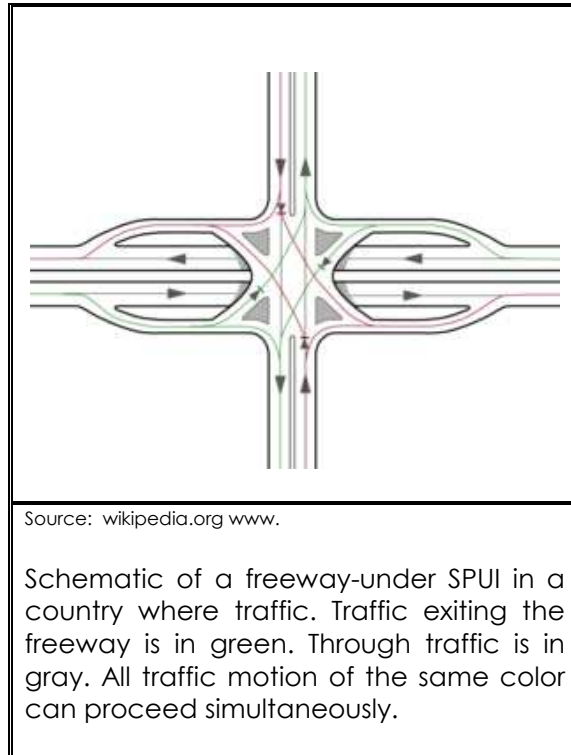 Source: wikipedia.org www.
Schematic of a freeway-under SPUI in a
country where traffic. Traffic exiting the
freeway is in green. Through traffic is in
gray. All traffic motion of the same color
can proceed simultaneously.